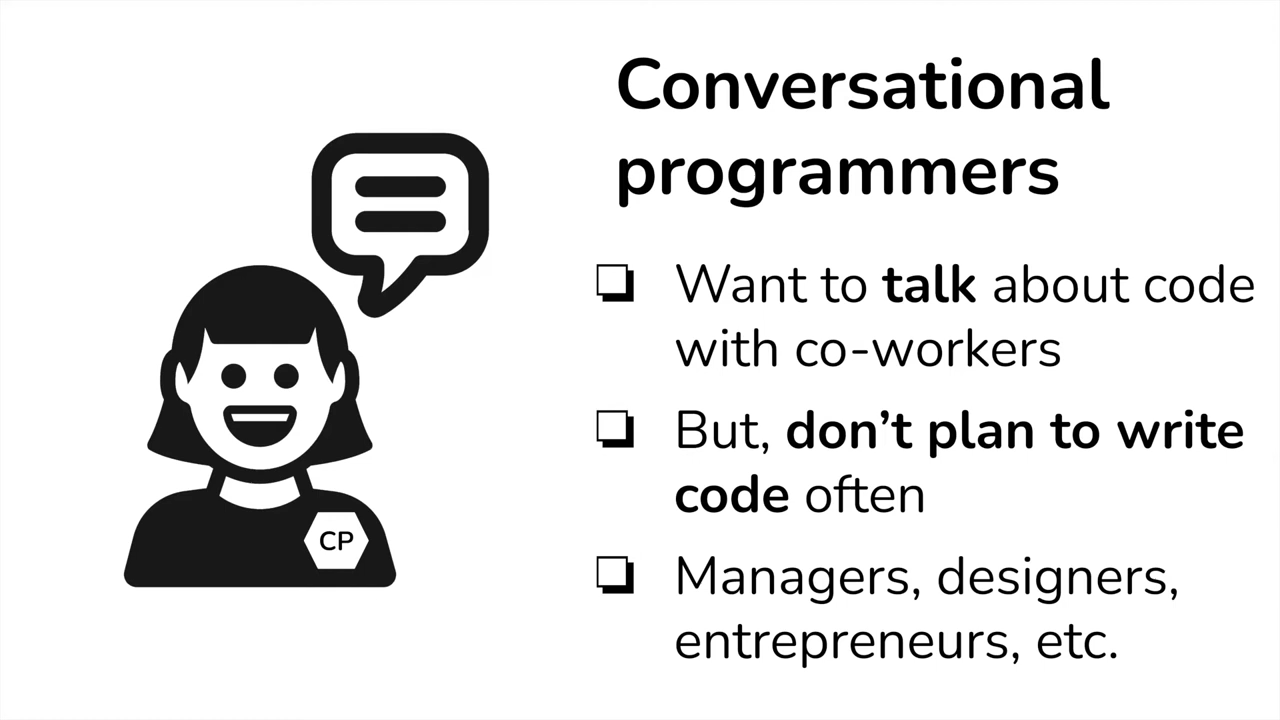 Conversational
programmers
❏ Want to talk about code
with co-workers
❏ But, don’t plan to write
code often
❏ Managers, designers,
entrepreneurs, etc.
CP